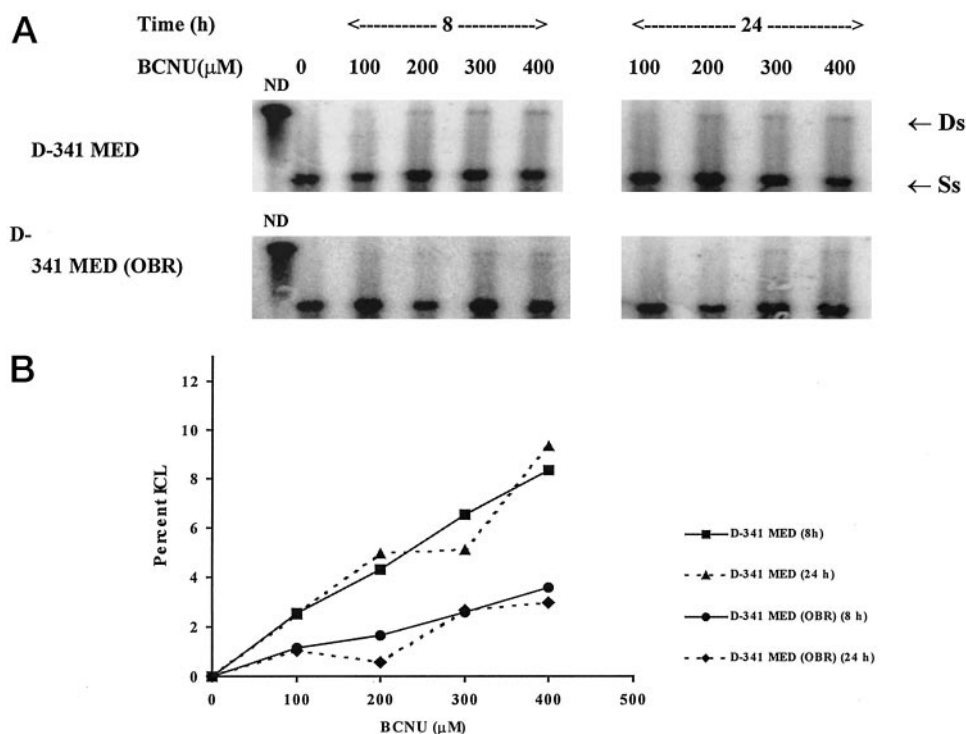 A
Time (h) <------------- 8 -------------> <---------------- 24 --------------->
BCNU(µM) 0 100 200 300 400 100 200 300 400
ND
D-341 MED
← Ds
← Ss
ND
D-
341 MED (OBR)
B
12
10
8
6
4
2
0
Percent ICL
0 100 200 300 400 500
BCNU (µM)
D-341 MED (8h)
D-341 MED (24 h)
D-341 MED (OBR) (8 h)
D-341 MED (OBR) (24 h)